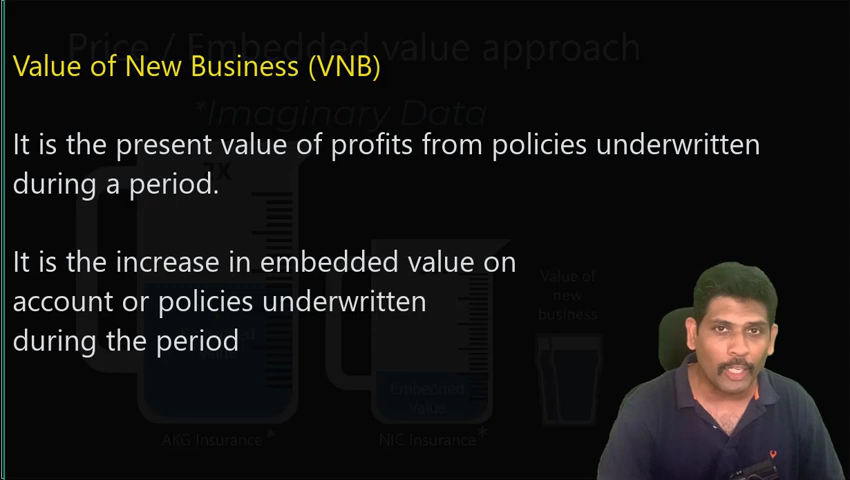 Price / Embedded value approach
Value of New Business (VNB)
*Imaginary Data
It is the present value of profits from policies underwritten
during a period.
It is the increase in embedded value on
account or policies underwritten
during the period
Value of
new
business
Embedded
Value
AKG Insurance *
NIC Insurance *